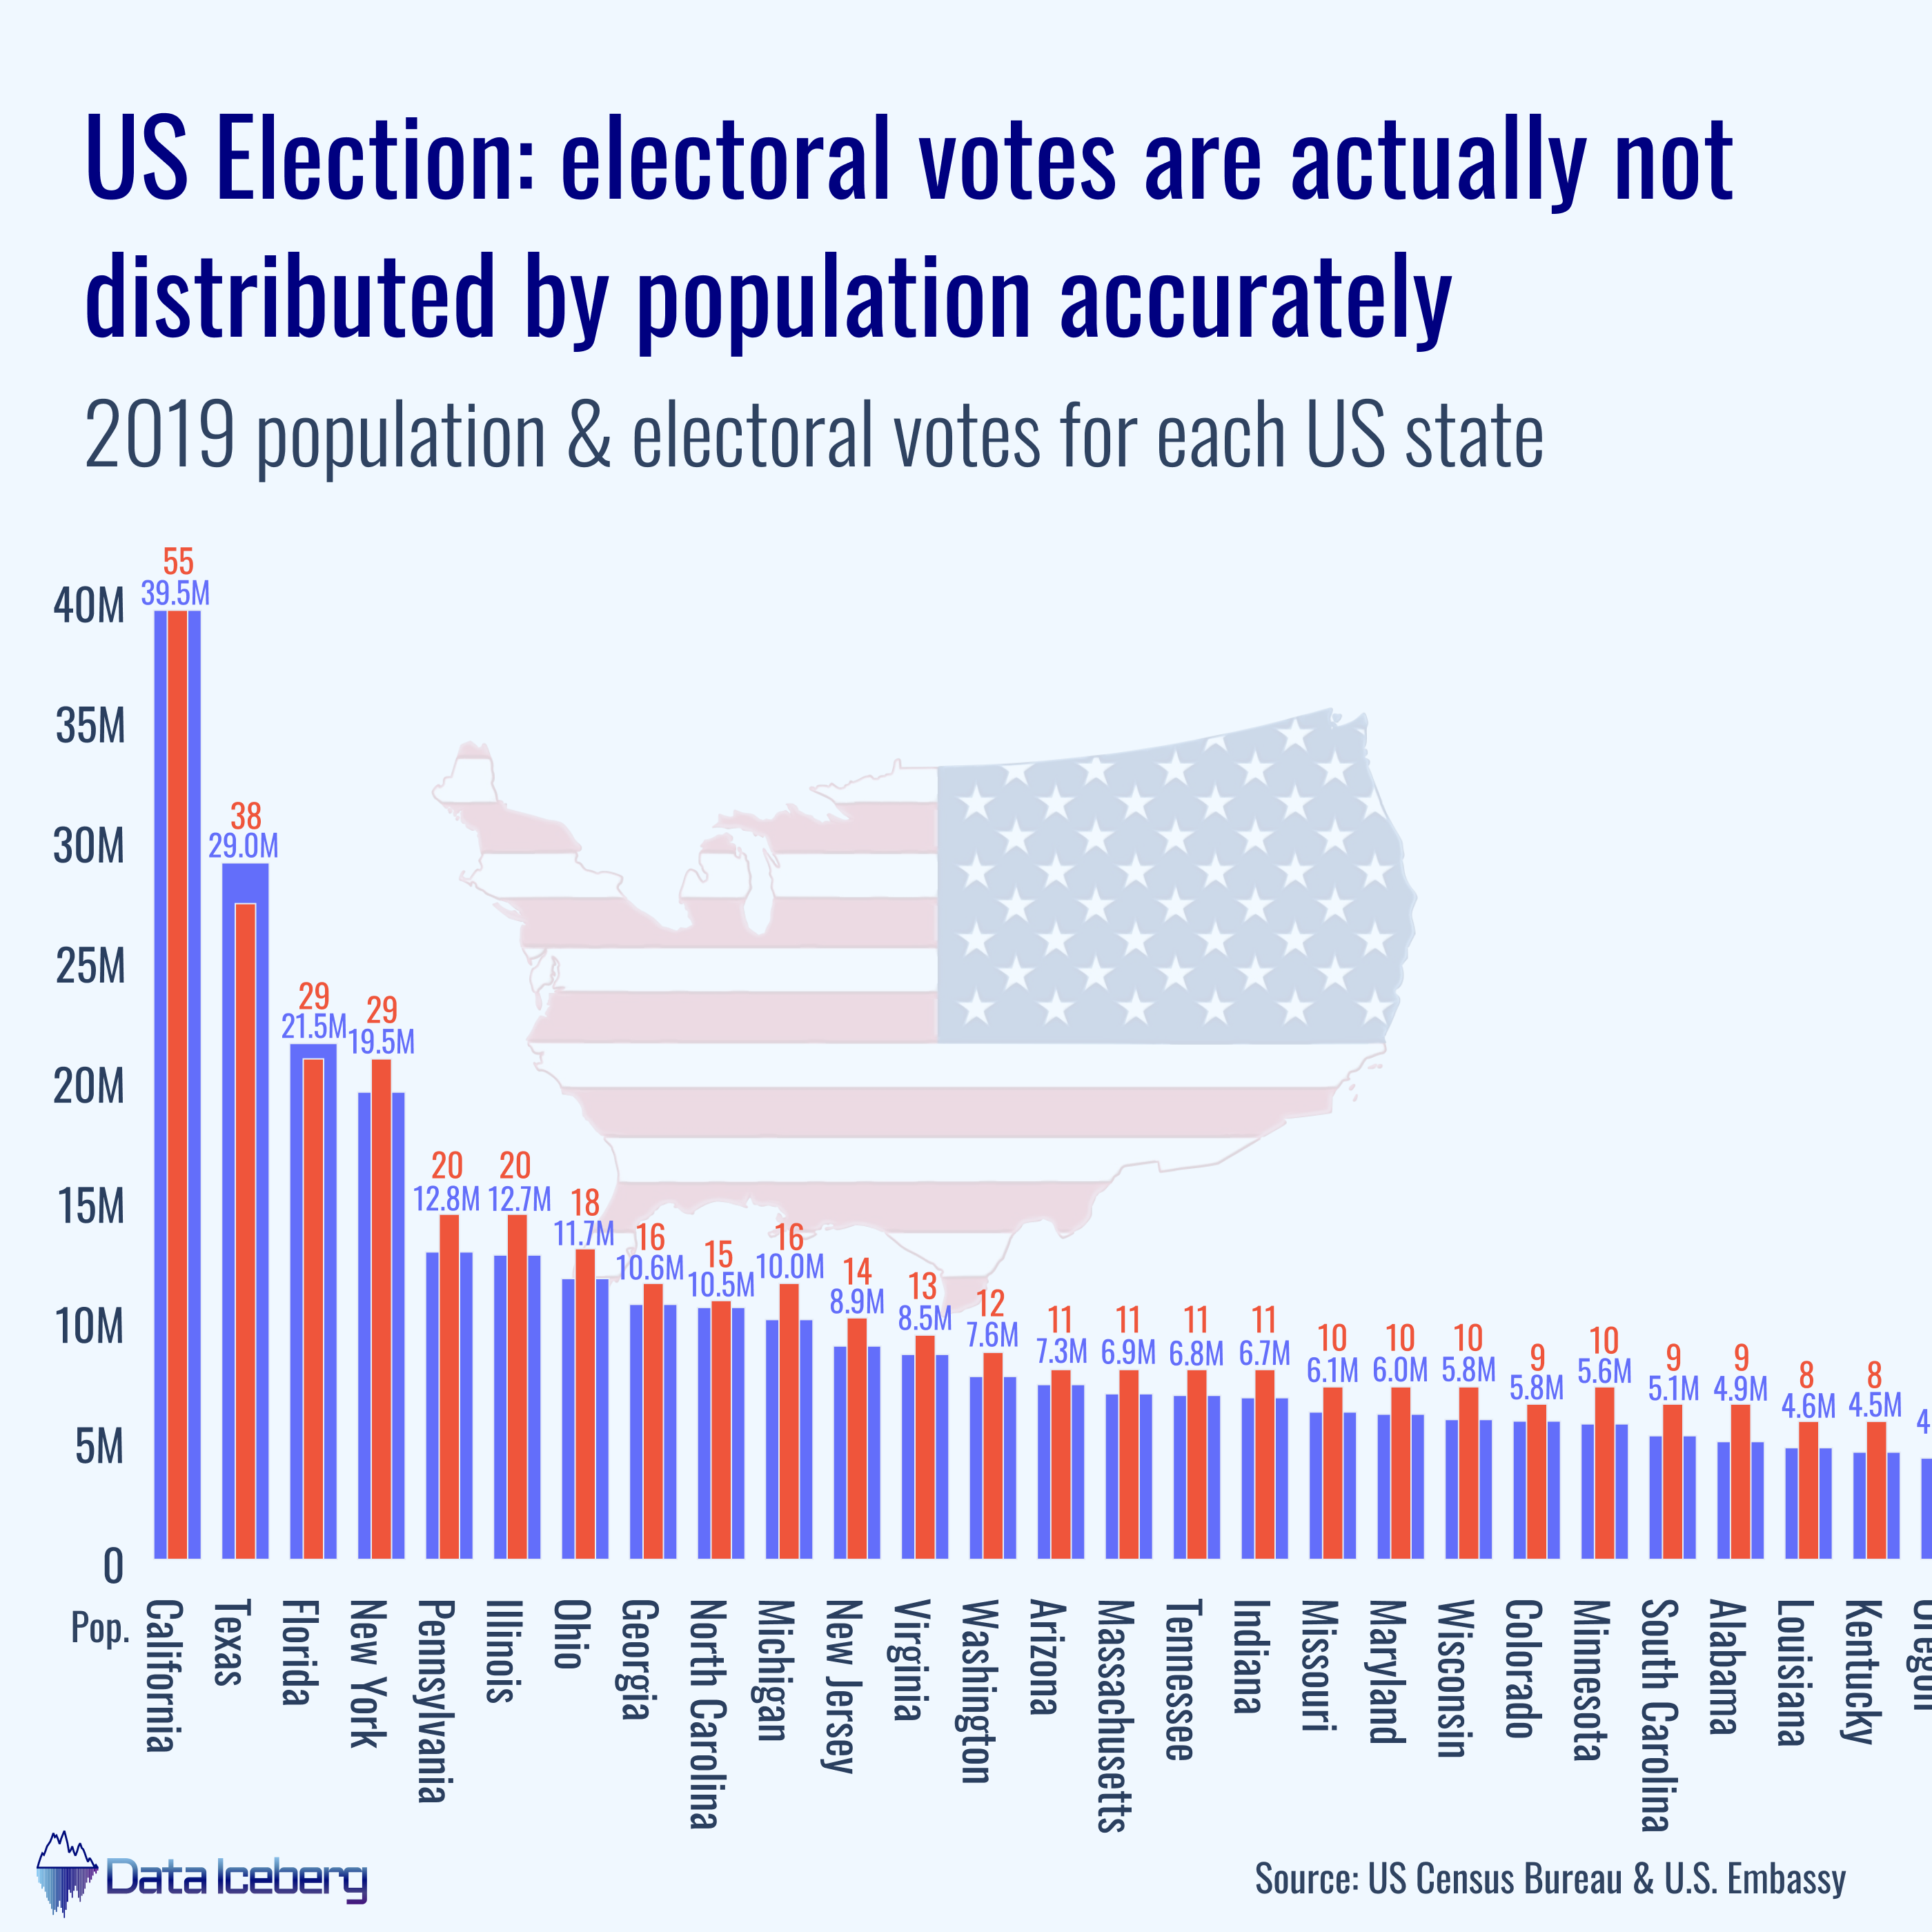 US Election: electoral votes are actually not
distributed by population accurately
2019 population & electoral votes for each US state
40M
35M
30M
25M
20M
15M
10M
5M
0
Pop.
55
39.5M
38
29.0M
29
21.5M
29
19.5M
20
12.8M
20
12.7M
18
11.7M
16
10.6M
15
10.5M
16
10.0M
14
8.9M
13
8.5M
12
7.6M
11
7.3M
11
6.9M
11
6.8M
11
6.7M
10
6.1M
10
6.0M
10
5.8M
9
5.8M
10
5.6M
9
5.1M
9
4.9M
8
4.6M
8
4.5M
California
Texas
Florida
New York
Pennsylvania
Illinois
Ohio
Georgia
North Carolina
Michigan
New Jersey
Virginia
Washington
Arizona
Massachusetts
Tennessee
Indiana
Missouri
Maryland
Wisconsin
Colorado
Minnesota
South Carolina
Alabama
Louisiana
Kentucky
Oregon
Data Iceberg
Source: US Census Bureau & U.S. Embassy